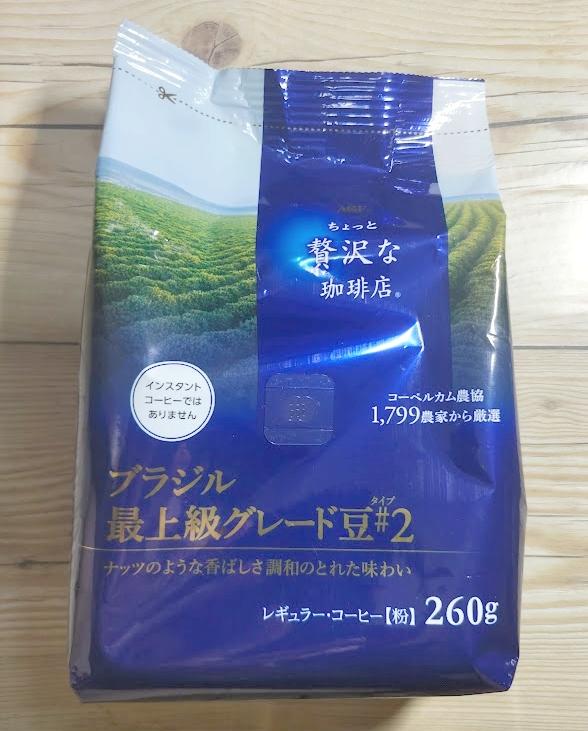 AGF
ちょっと
贅沢な
珈琲店®
インスタント
コーヒーでは
ありません
コーペルカム農協
1,799農家から厳選
ブラジル
タイプ
最上級グレード豆#2
ナッツのような香ばしさ調和のとれた味わい
レギュラー・コーヒー【粉】 260g